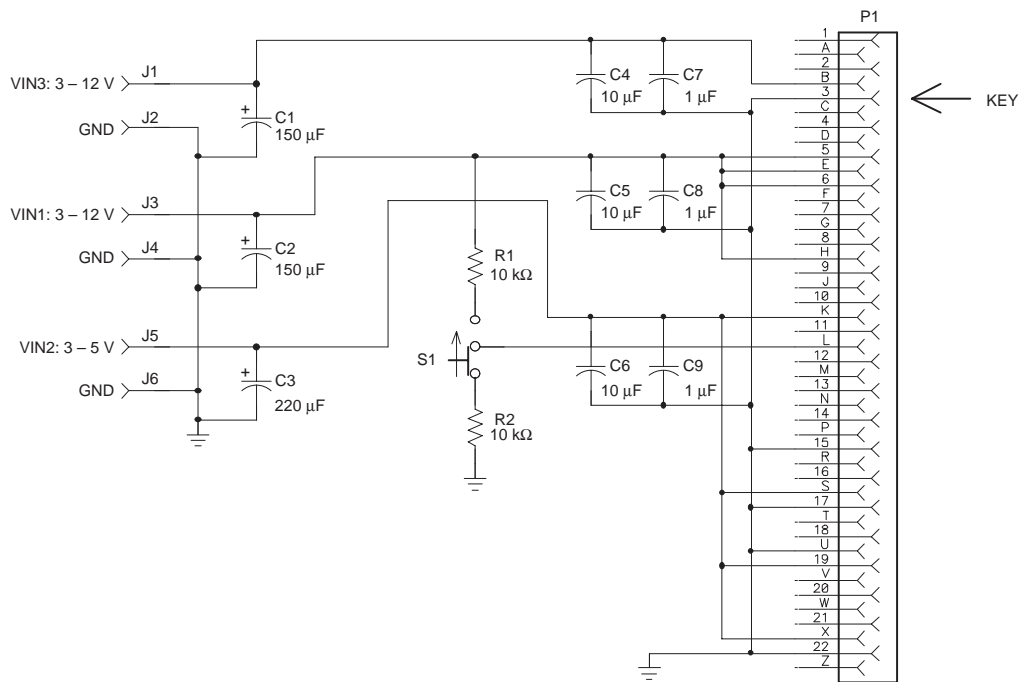 P1
KEY
VIN3: 3 – 12 V
J1
GND
J2
+
C1
150 µF
VIN1: 3 – 12 V
J3
GND
J4
+
C2
150 µF
VIN2: 3 – 5 V
J5
GND
J6
+
C3
220 µF
C4
10 µF
C7
1 µF
C5
10 µF
C8
1 µF
C6
10 µF
C9
1 µF
R1
10 kΩ
S1
R2
10 kΩ
1
A
2
B
3
C
4
D
5
E
6
F
7
G
8
H
9
J
10
K
11
L
12
M
13
N
14
P
15
R
16
S
17
T
18
U
19
V
20
W
21
X
22
Z